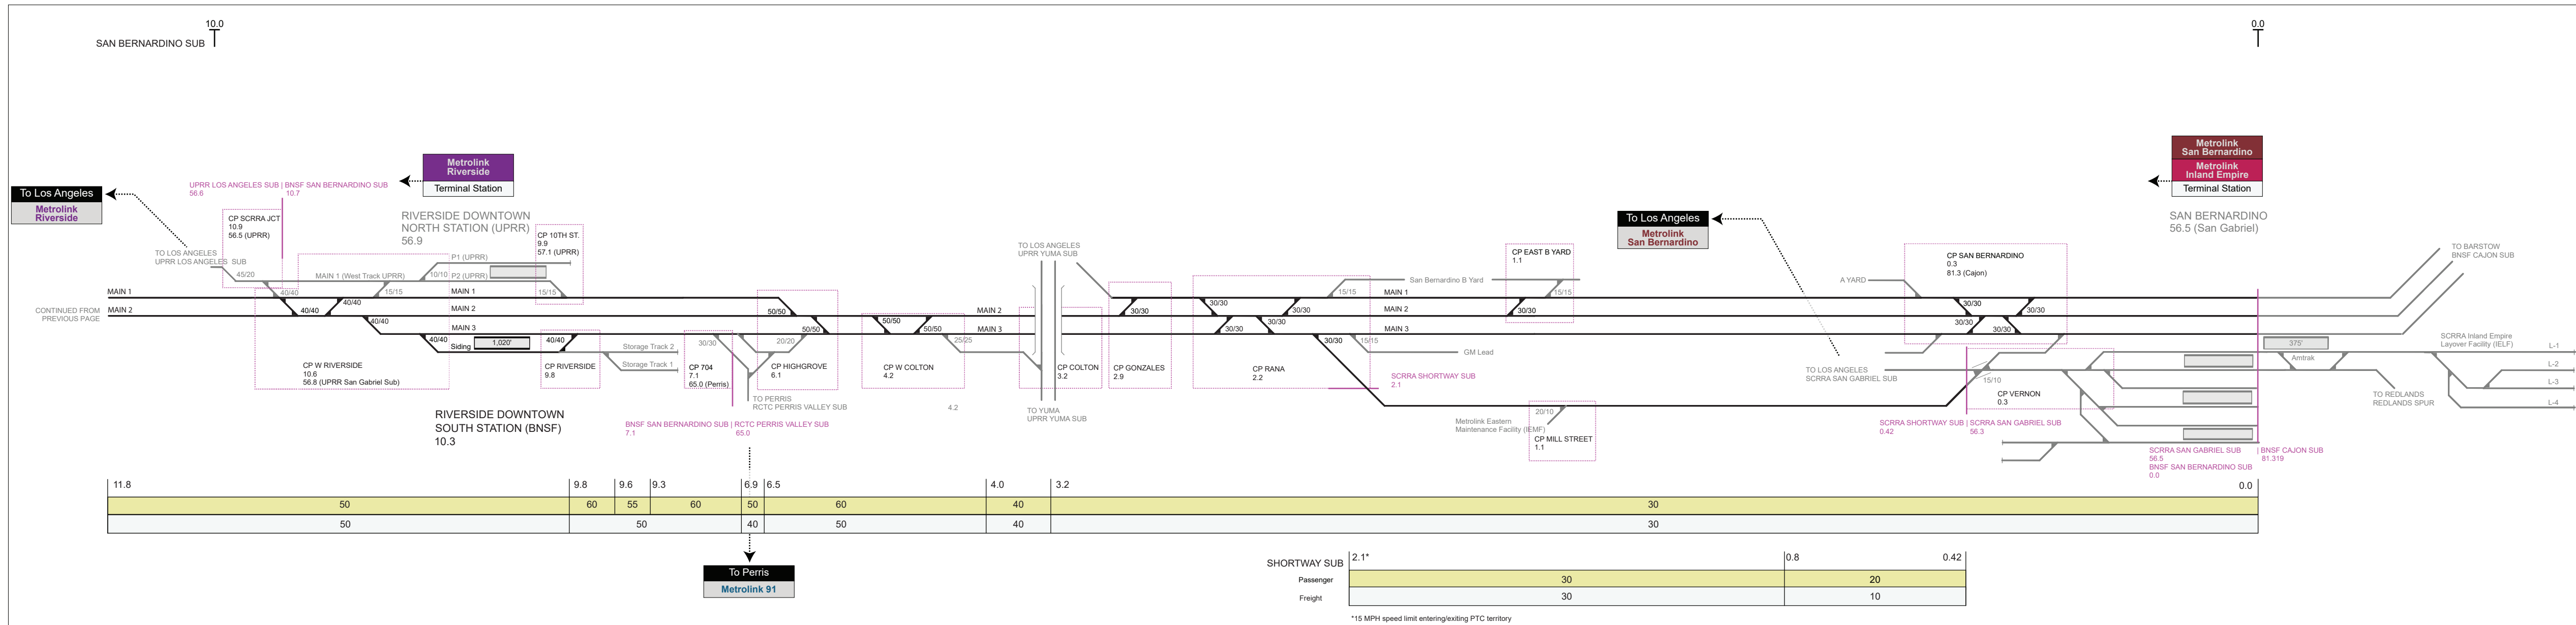 10.0
SAN BERNARDINO SUB
0.0
Metrolink
Riverside
Terminal Station
Metrolink
San Bernardino
Metrolink
Inland Empire
Terminal Station
To Los Angeles
Metrolink
Riverside
UPRR LOS ANGELES SUB | BNSF SAN BERNARDINO SUB
56.6 10.7
CP SCRRA JCT
10.9
56.5 (UPRR)
RIVERSIDE DOWNTOWN
NORTH STATION (UPRR)
56.9
CP 10TH ST.
9.9
57.1 (UPRR)
To Los Angeles
Metrolink
San Bernardino
SAN BERNARDINO
56.5 (San Gabriel)
TO LOS ANGELES
UPRR LOS ANGELES SUB
TO LOS ANGELES
UPRR YUMA SUB
CP EAST B YARD
1.1
CP SAN BERNARDINO
0.3
81.3 (Cajon)
TO BARSTOW
BNSF CAJON SUB
45/20
MAIN 1 (West Track UPRR)
10/10
P1 (UPRR)
P2 (UPRR)
San Bernardino B Yard
A YARD
MAIN 1
40/40
15/15
MAIN 1
15/15
15/15
MAIN 1
15/15
CONTINUED FROM
PREVIOUS PAGE
MAIN 2
40/40
40/40
MAIN 2
50/50
MAIN 2
30/30
30/30
30/30
MAIN 2
30/30
30/30
30/30
40/40
MAIN 3
50/50
50/50
50/50
MAIN 3
30/30
30/30
MAIN 3
30/30
30/30
40/40
Siding
1,020'
40/40
Storage Track 2
Storage Track 1
30/30
20/20
25/25
30/30
15/15
GM Lead
375'
Amtrak
SCRRA Inland Empire
Layover Facility (IELF)
L-1
L-2
L-3
L-4
CP W RIVERSIDE
10.6
56.8 (UPRR San Gabriel Sub)
CP RIVERSIDE
9.8
CP 704
7.1
65.0 (Perris)
CP HIGHGROVE
6.1
CP W COLTON
4.2
CP COLTON
3.2
CP GONZALES
2.9
CP RANA
2.2
SCRRA SHORTWAY SUB
2.1
TO LOS ANGELES
SCRRA SAN GABRIEL SUB
15/10
CP VERNON
0.3
TO REDLANDS
REDLANDS SPUR
TO PERRIS
RCTC PERRIS VALLEY SUB
4.2
TO YUMA
UPRR YUMA SUB
20/10
Metrolink Eastern
Maintenance Facility (IEMF)
CP MILL STREET
1.1
RIVERSIDE DOWNTOWN
SOUTH STATION (BNSF)
10.3
BNSF SAN BERNARDINO SUB | RCTC PERRIS VALLEY SUB
7.1 65.0
SCRRA SHORTWAY SUB | SCRRA SAN GABRIEL SUB
0.42 56.3
SCRRA SAN GABRIEL SUB | BNSF CAJON SUB
56.5 81.319
BNSF SAN BERNARDINO SUB
0.0
11.8 9.8 9.6 9.3 6.9 6.5 4.0 3.2 0.0
50 60 55 60 50 60 40 30
50 50 40 50 40 30
To Perris
Metrolink 91
SHORTWAY SUB
2.1* 0.8 0.42
Passenger 30 20
Freight 30 10
*15 MPH speed limit entering/exiting PTC territory